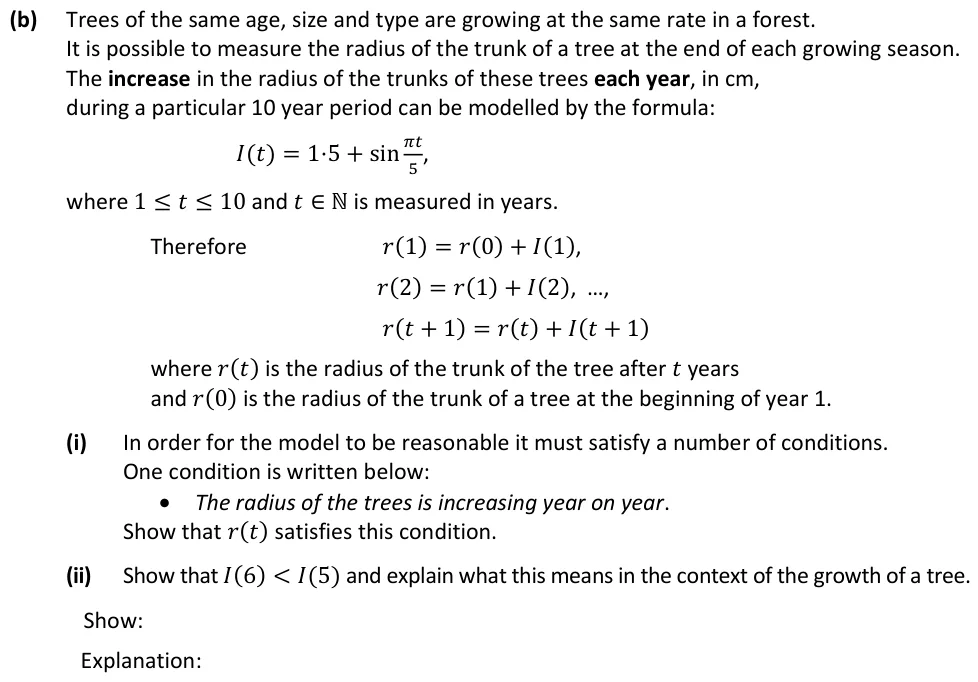 (b) Trees of the same age, size and type are growing at the same rate in a forest.
It is possible to measure the radius of the trunk of a tree at the end of each growing season.
The increase in the radius of the trunks of these trees each year, in cm,
during a particular 10 year period can be modelled by the formula:
I(t) = 1·5 + sin πt/5,
where 1 ≤ t ≤ 10 and t ∈ ℕ is measured in years.
Therefore r(1) = r(0) + I(1),
r(2) = r(1) + I(2), ...,
r(t + 1) = r(t) + I(t + 1)
where r(t) is the radius of the trunk of the tree after t years
and r(0) is the radius of the trunk of a tree at the beginning of year 1.
(i) In order for the model to be reasonable it must satisfy a number of conditions.
One condition is written below:
• The radius of the trees is increasing year on year.
Show that r(t) satisfies this condition.
(ii) Show that I(6) < I(5) and explain what this means in the context of the growth of a tree.
Show:
Explanation: